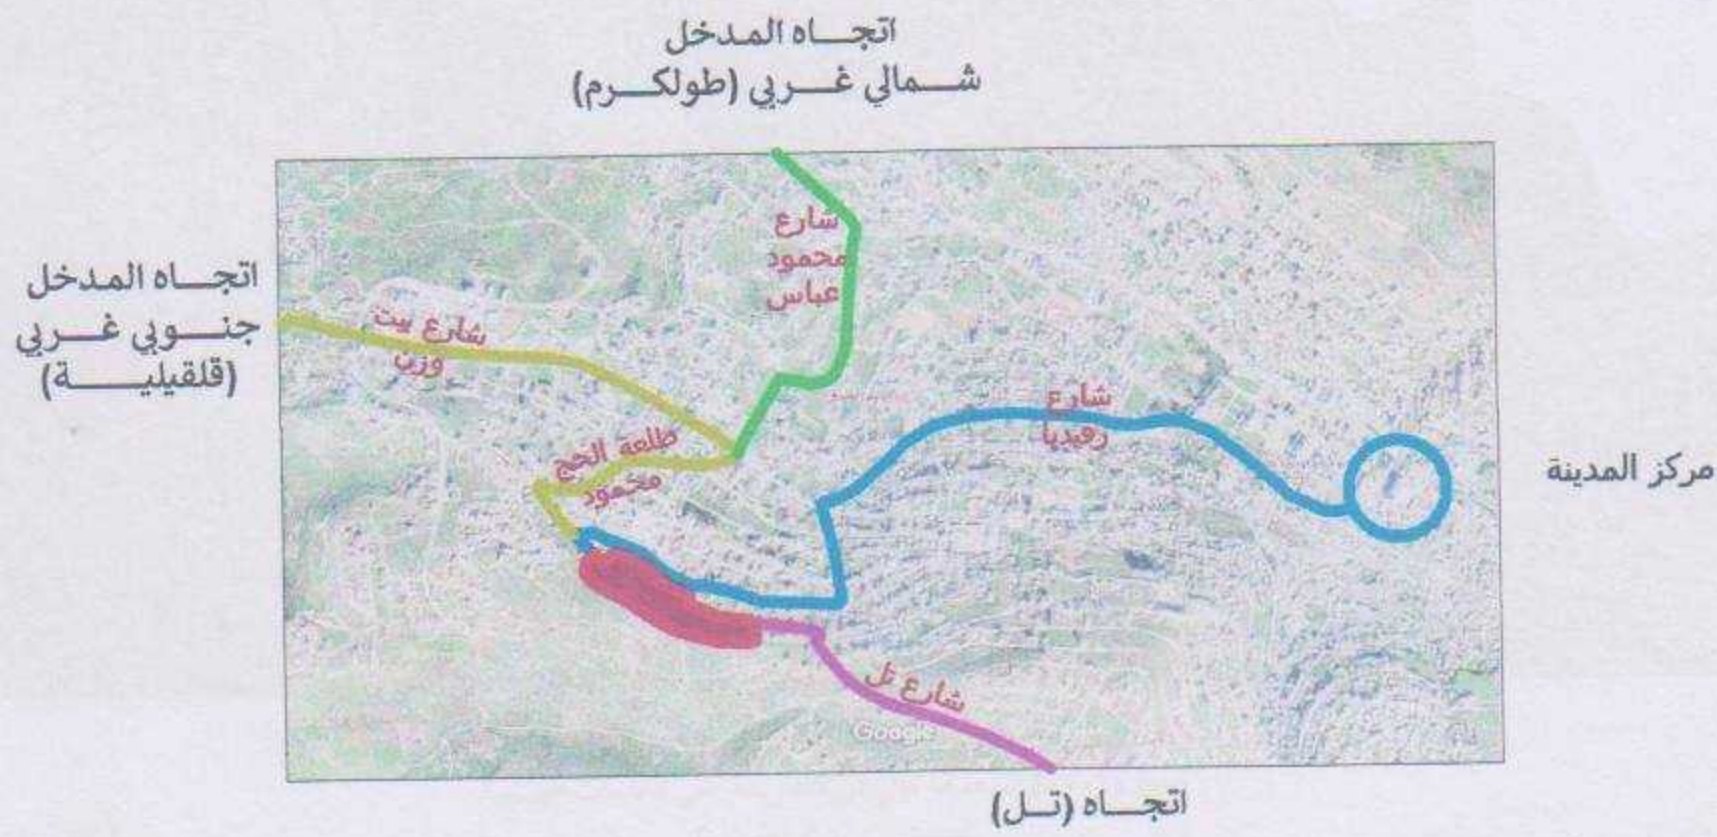 اتجاه المدخل
شمالي غربي (طولكرم)
شارع
محمود
عباس
اتجاه المدخل
جنوبي غربي
(قلقيلية)
شارع بيت
وزن
شارع
رفيديا
طلعة الحج
محمود
مركز المدينة
شارع تل
Google
اتجاه (تل)